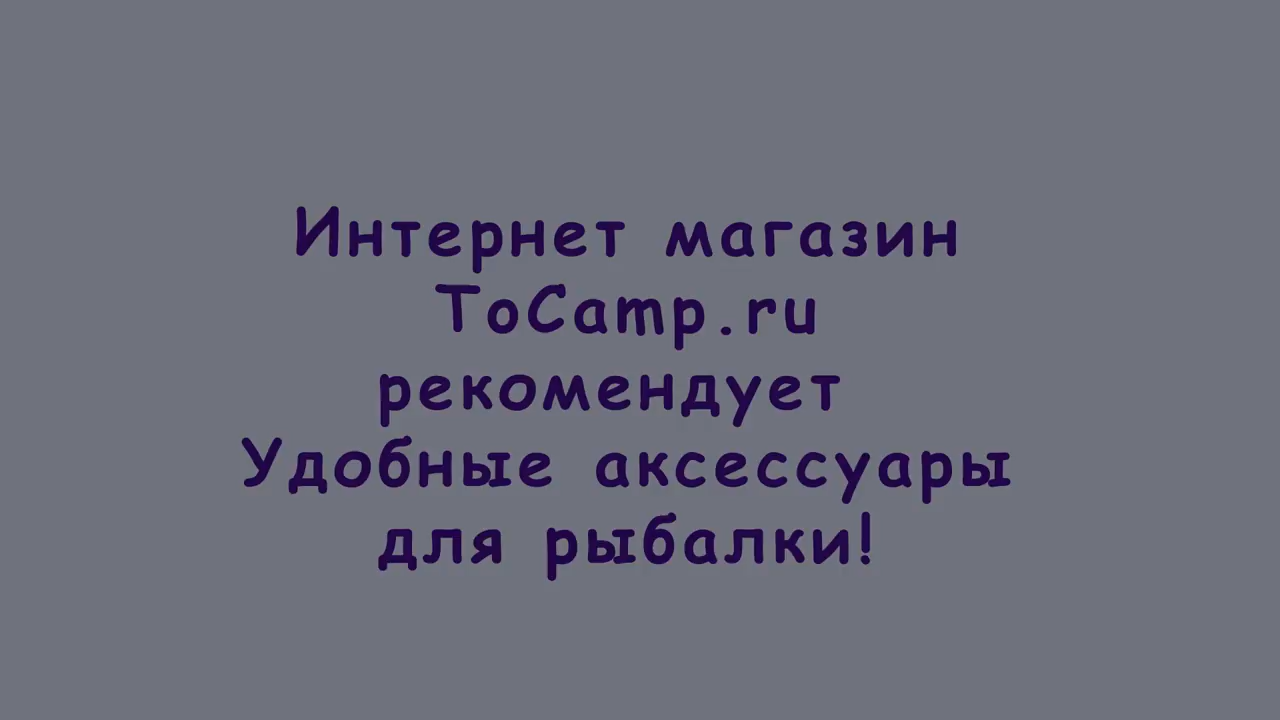 Интернет магазин
ToCamp.ru
рекомендует
Удобные аксессуары
для рыбалки!